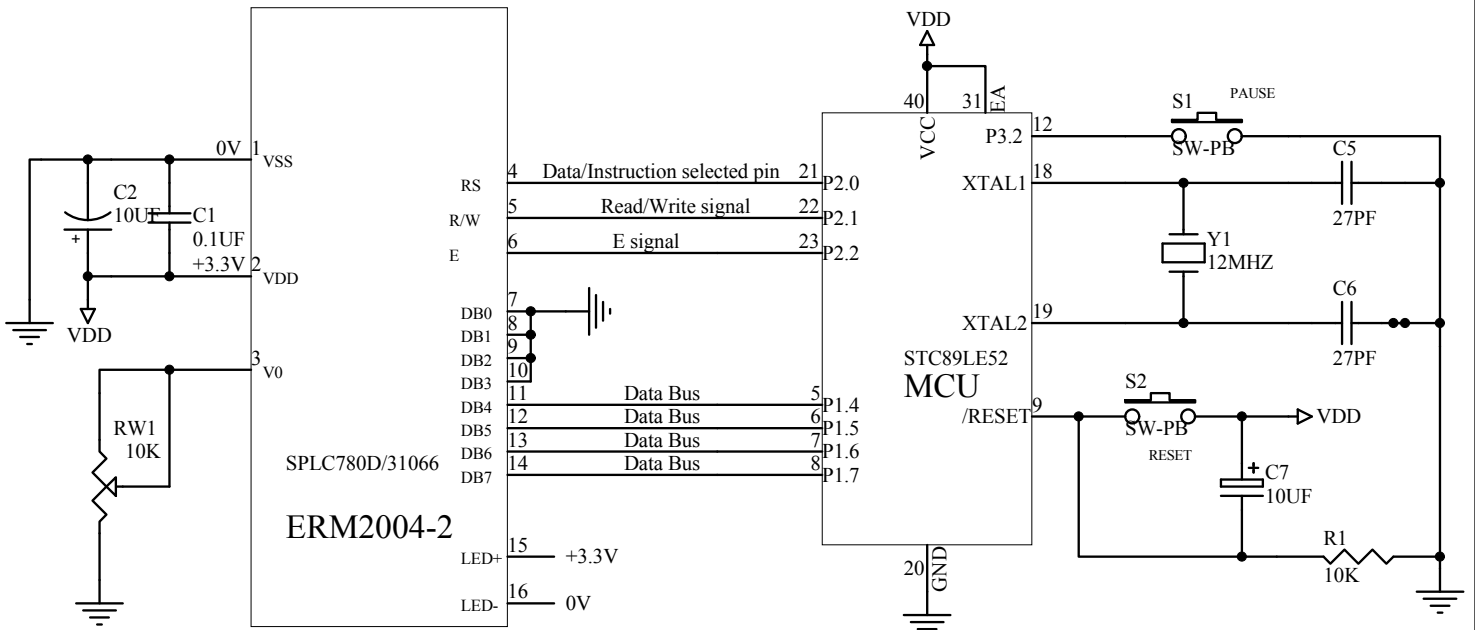 VDD
40
31
VCC
EA
S1
PAUSE
12
P3.2
SW-PB
0V
1
VSS
C2
10UF
C1
0.1UF
+3.3V
2
VDD
VDD
3
V0
RW1
10K
SPLC780D/31066
ERM2004-2
RS
4
Data/Instruction selected pin
21
P2.0
R/W
5
Read/Write signal
22
P2.1
E
6
E signal
23
P2.2
DB0
7
DB1
8
DB2
9
DB3
10
DB4
11
Data Bus
5
P1.4
DB5
12
Data Bus
6
P1.5
DB6
13
Data Bus
7
P1.6
DB7
14
Data Bus
8
P1.7
LED+
15
+3.3V
LED-
16
0V
XTAL1
18
C5
27PF
Y1
12MHZ
XTAL2
19
C6
27PF
STC89LE52
MCU
/RESET
9
S2
SW-PB
RESET
VDD
+
C7
10UF
R1
10K
20
GND
+